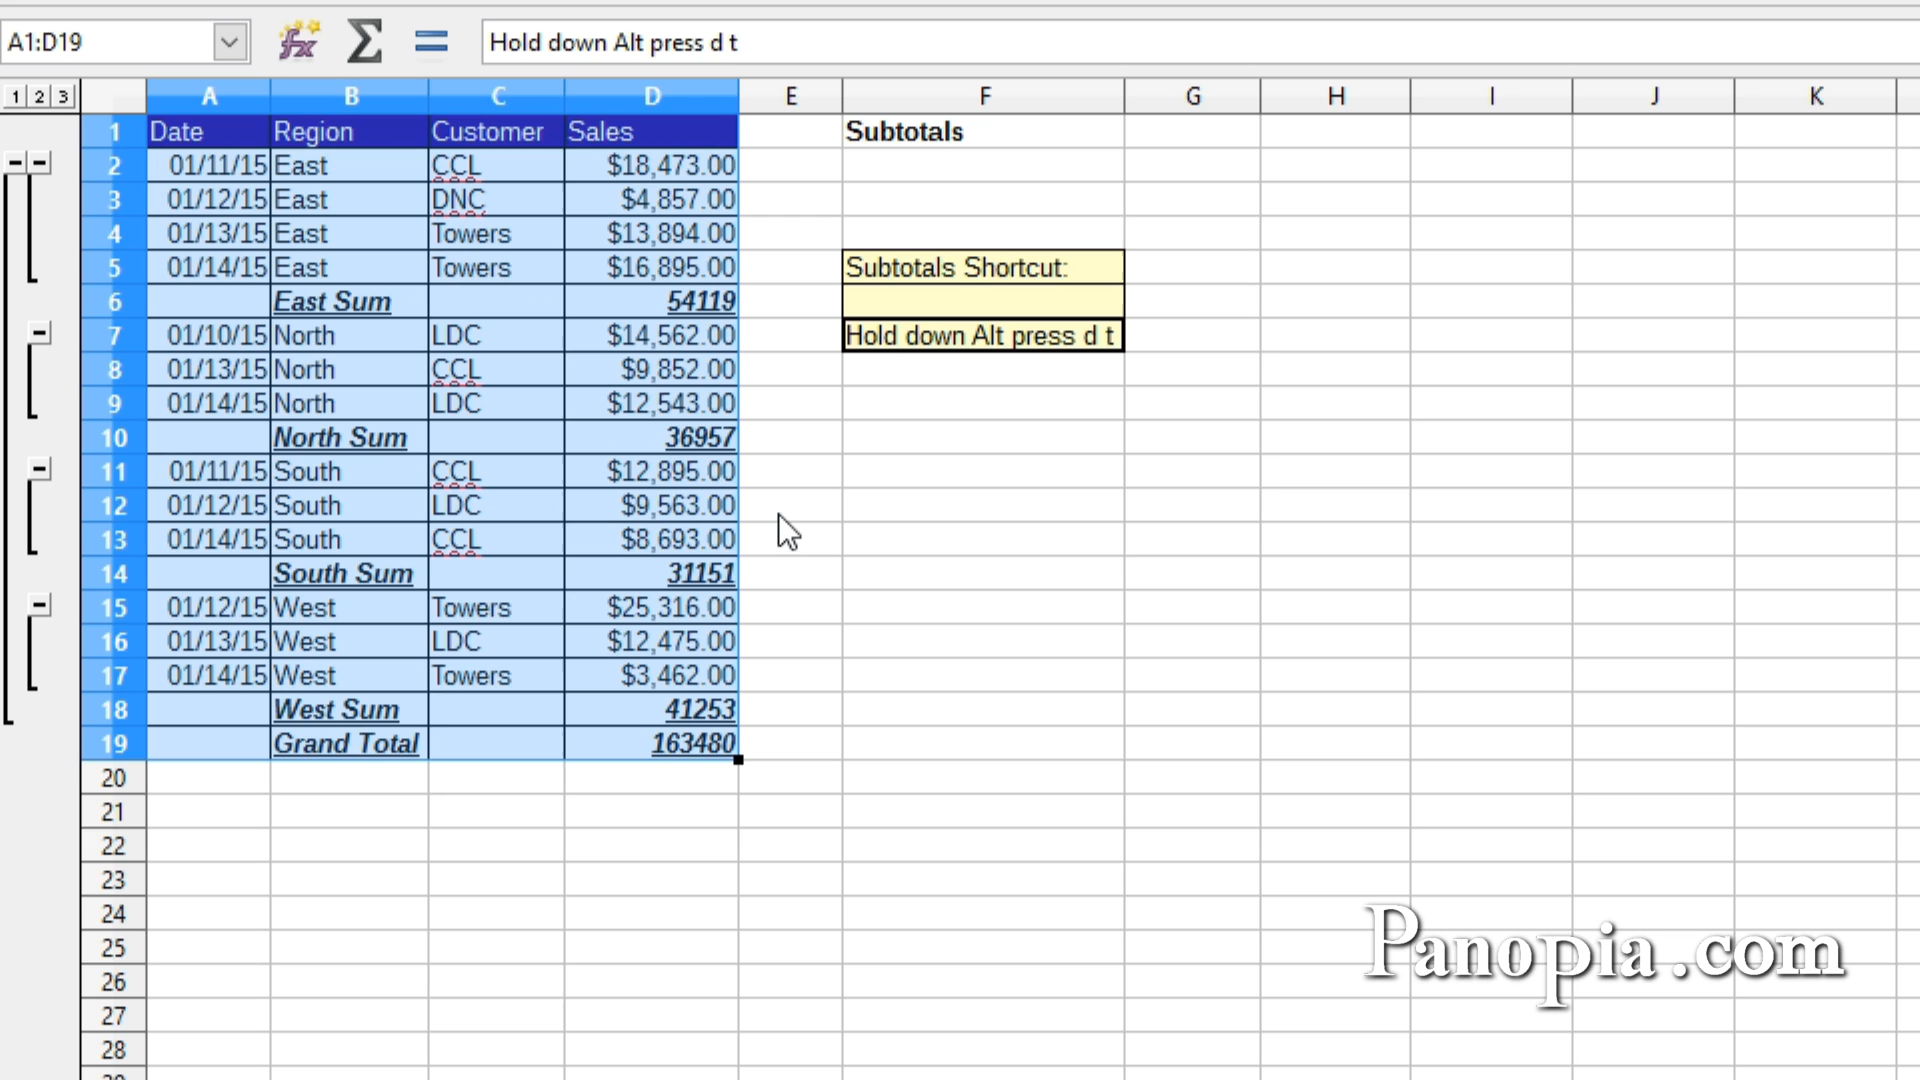 A1:D19 Hold down Alt press d t
1 2 3 A B C D E F G H I J K
1 Date Region Customer Sales Subtotals
2 01/11/15 East CCL $18,473.00
3 01/12/15 East DNC $4,857.00
4 01/13/15 East Towers $13,894.00
5 01/14/15 East Towers $16,895.00 Subtotals Shortcut:
6 East Sum 54119
7 01/10/15 North LDC $14,562.00 Hold down Alt press d t
8 01/13/15 North CCL $9,852.00
9 01/14/15 North LDC $12,543.00
10 North Sum 36957
11 01/11/15 South CCL $12,895.00
12 01/12/15 South LDC $9,563.00
13 01/14/15 South CCL $8,693.00
14 South Sum 31151
15 01/12/15 West Towers $25,316.00
16 01/13/15 West LDC $12,475.00
17 01/14/15 West Towers $3,462.00
18 West Sum 41253
19 Grand Total 163480
20
21
22
23
24
25
26
27
28
Panopia.com